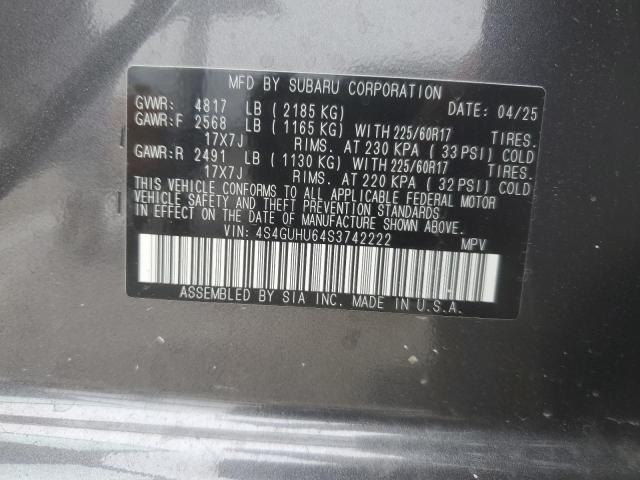 MFD BY SUBARU CORPORATION
GVWR: 4817 LB ( 2185 KG) DATE: 04/25
GAWR:F 2568 LB ( 1165 KG) WITH 225/60R17 TIRES.
17X7J RIMS. AT 230 KPA ( 33 PSI) COLD
GAWR:R 2491 LB ( 1130 KG) WITH 225/60R17 TIRES.
17X7J RIMS. AT 220 KPA ( 32 PSI) COLD
THIS VEHICLE CONFORMS TO ALL APPLICABLE FEDERAL MOTOR
VEHICLE SAFETY AND BUMPER STANDARDS
IN EFFECT ON THE DATE OF MANUFACTURE SHOWN ABOVE.
VIN: 4S4GUHU64S3742222 MPV
ASSEMBLED BY SIA INC. MADE IN U.S.A.